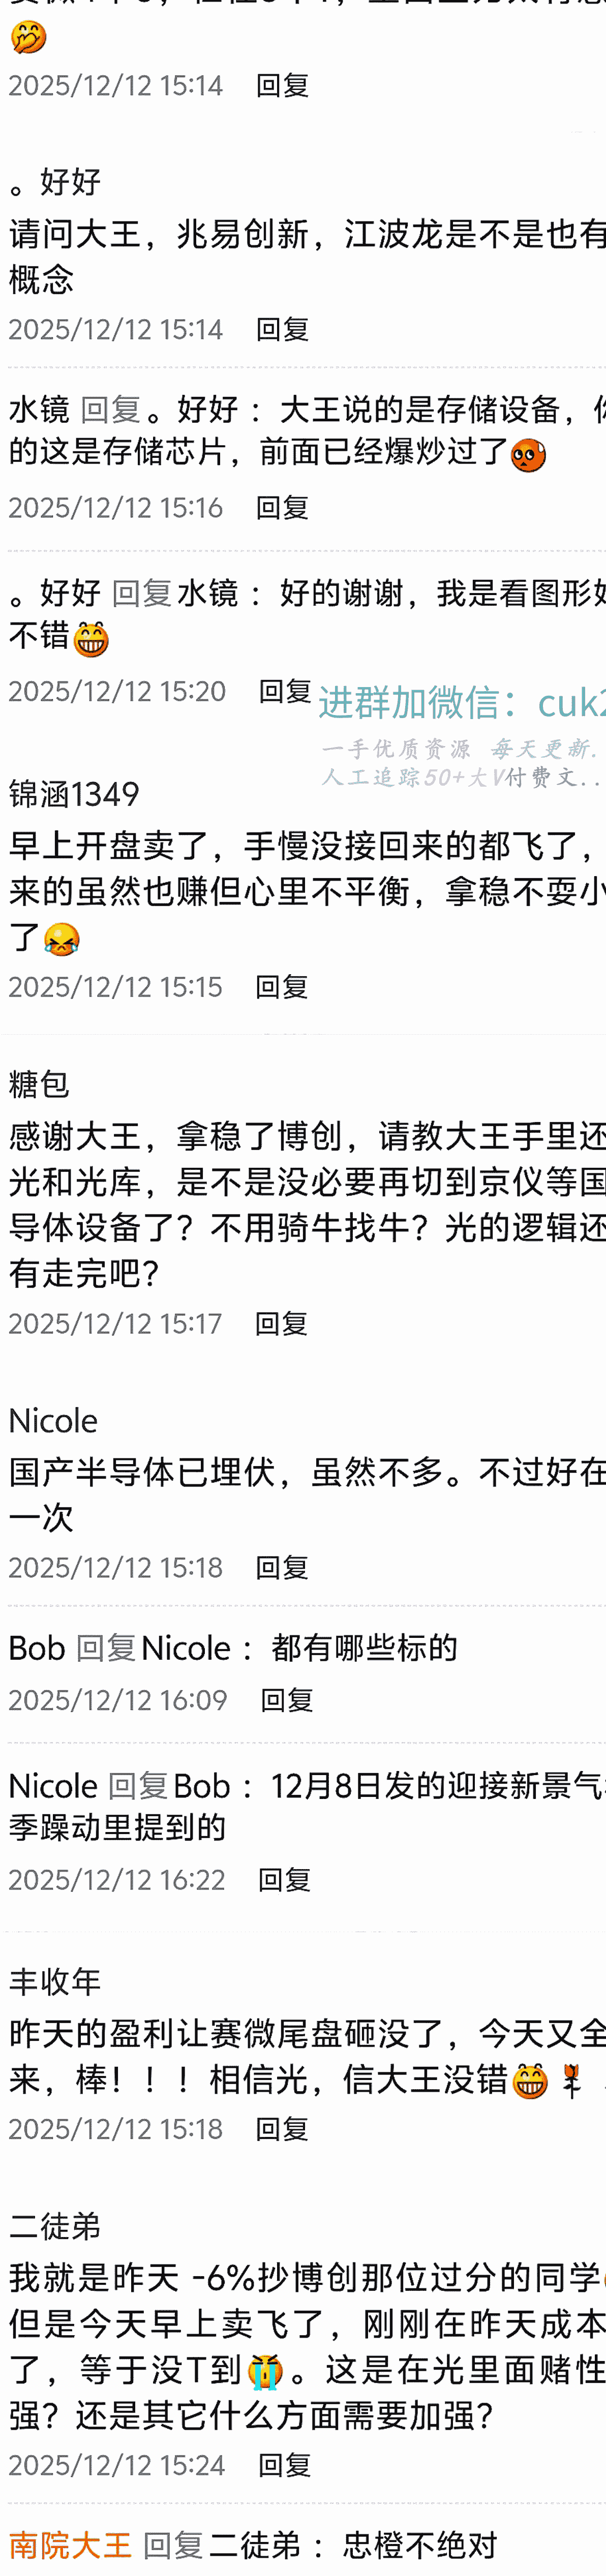 2025/12/12 15:14 回复
。好好
请问大王，兆易创新，江波龙是不是也有
概念
2025/12/12 15:14 回复
水镜 回复。好好 ：大王说的是存储设备，
的这是存储芯片，前面已经爆炒过了
2025/12/12 15:16 回复
。好好 回复水镜 ：好的谢谢，我是看图形
不错
2025/12/12 15:20 回复
进群加微信：cuk
一手优质资源 每天更新.
人工追踪50+大V付费文...
锦涵1349
早上开盘卖了，手慢没接回来的都飞了，
来的虽然也赚但心里不平衡，拿稳不耍小
了
2025/12/12 15:15 回复
糖包
感谢大王，拿稳了博创，请教大王手里还
光和光库，是不是没必要再切到京仪等国
导体设备了？不用骑牛找牛？光的逻辑还
有走完吧？
2025/12/12 15:17 回复
Nicole
国产半导体已埋伏，虽然不多。不过好在
一次
2025/12/12 15:18 回复
Bob 回复Nicole ：都有哪些标的
2025/12/12 16:09 回复
Nicole 回复Bob ：12月8日发的迎接新景气
季躁动里提到的
2025/12/12 16:22 回复
丰收年
昨天的盈利让赛微尾盘砸没了，今天又全
来，棒！！！相信光，信大王没错
2025/12/12 15:18 回复
二徒弟
我就是昨天 -6%抄博创那位过分的同学
但是今天早上卖飞了，刚刚在昨天成本
了，等于没T到。这是在光里面赌性
强？还是其它什么方面需要加强？
2025/12/12 15:24 回复
南院大王 回复二徒弟 ：忠橙不绝对